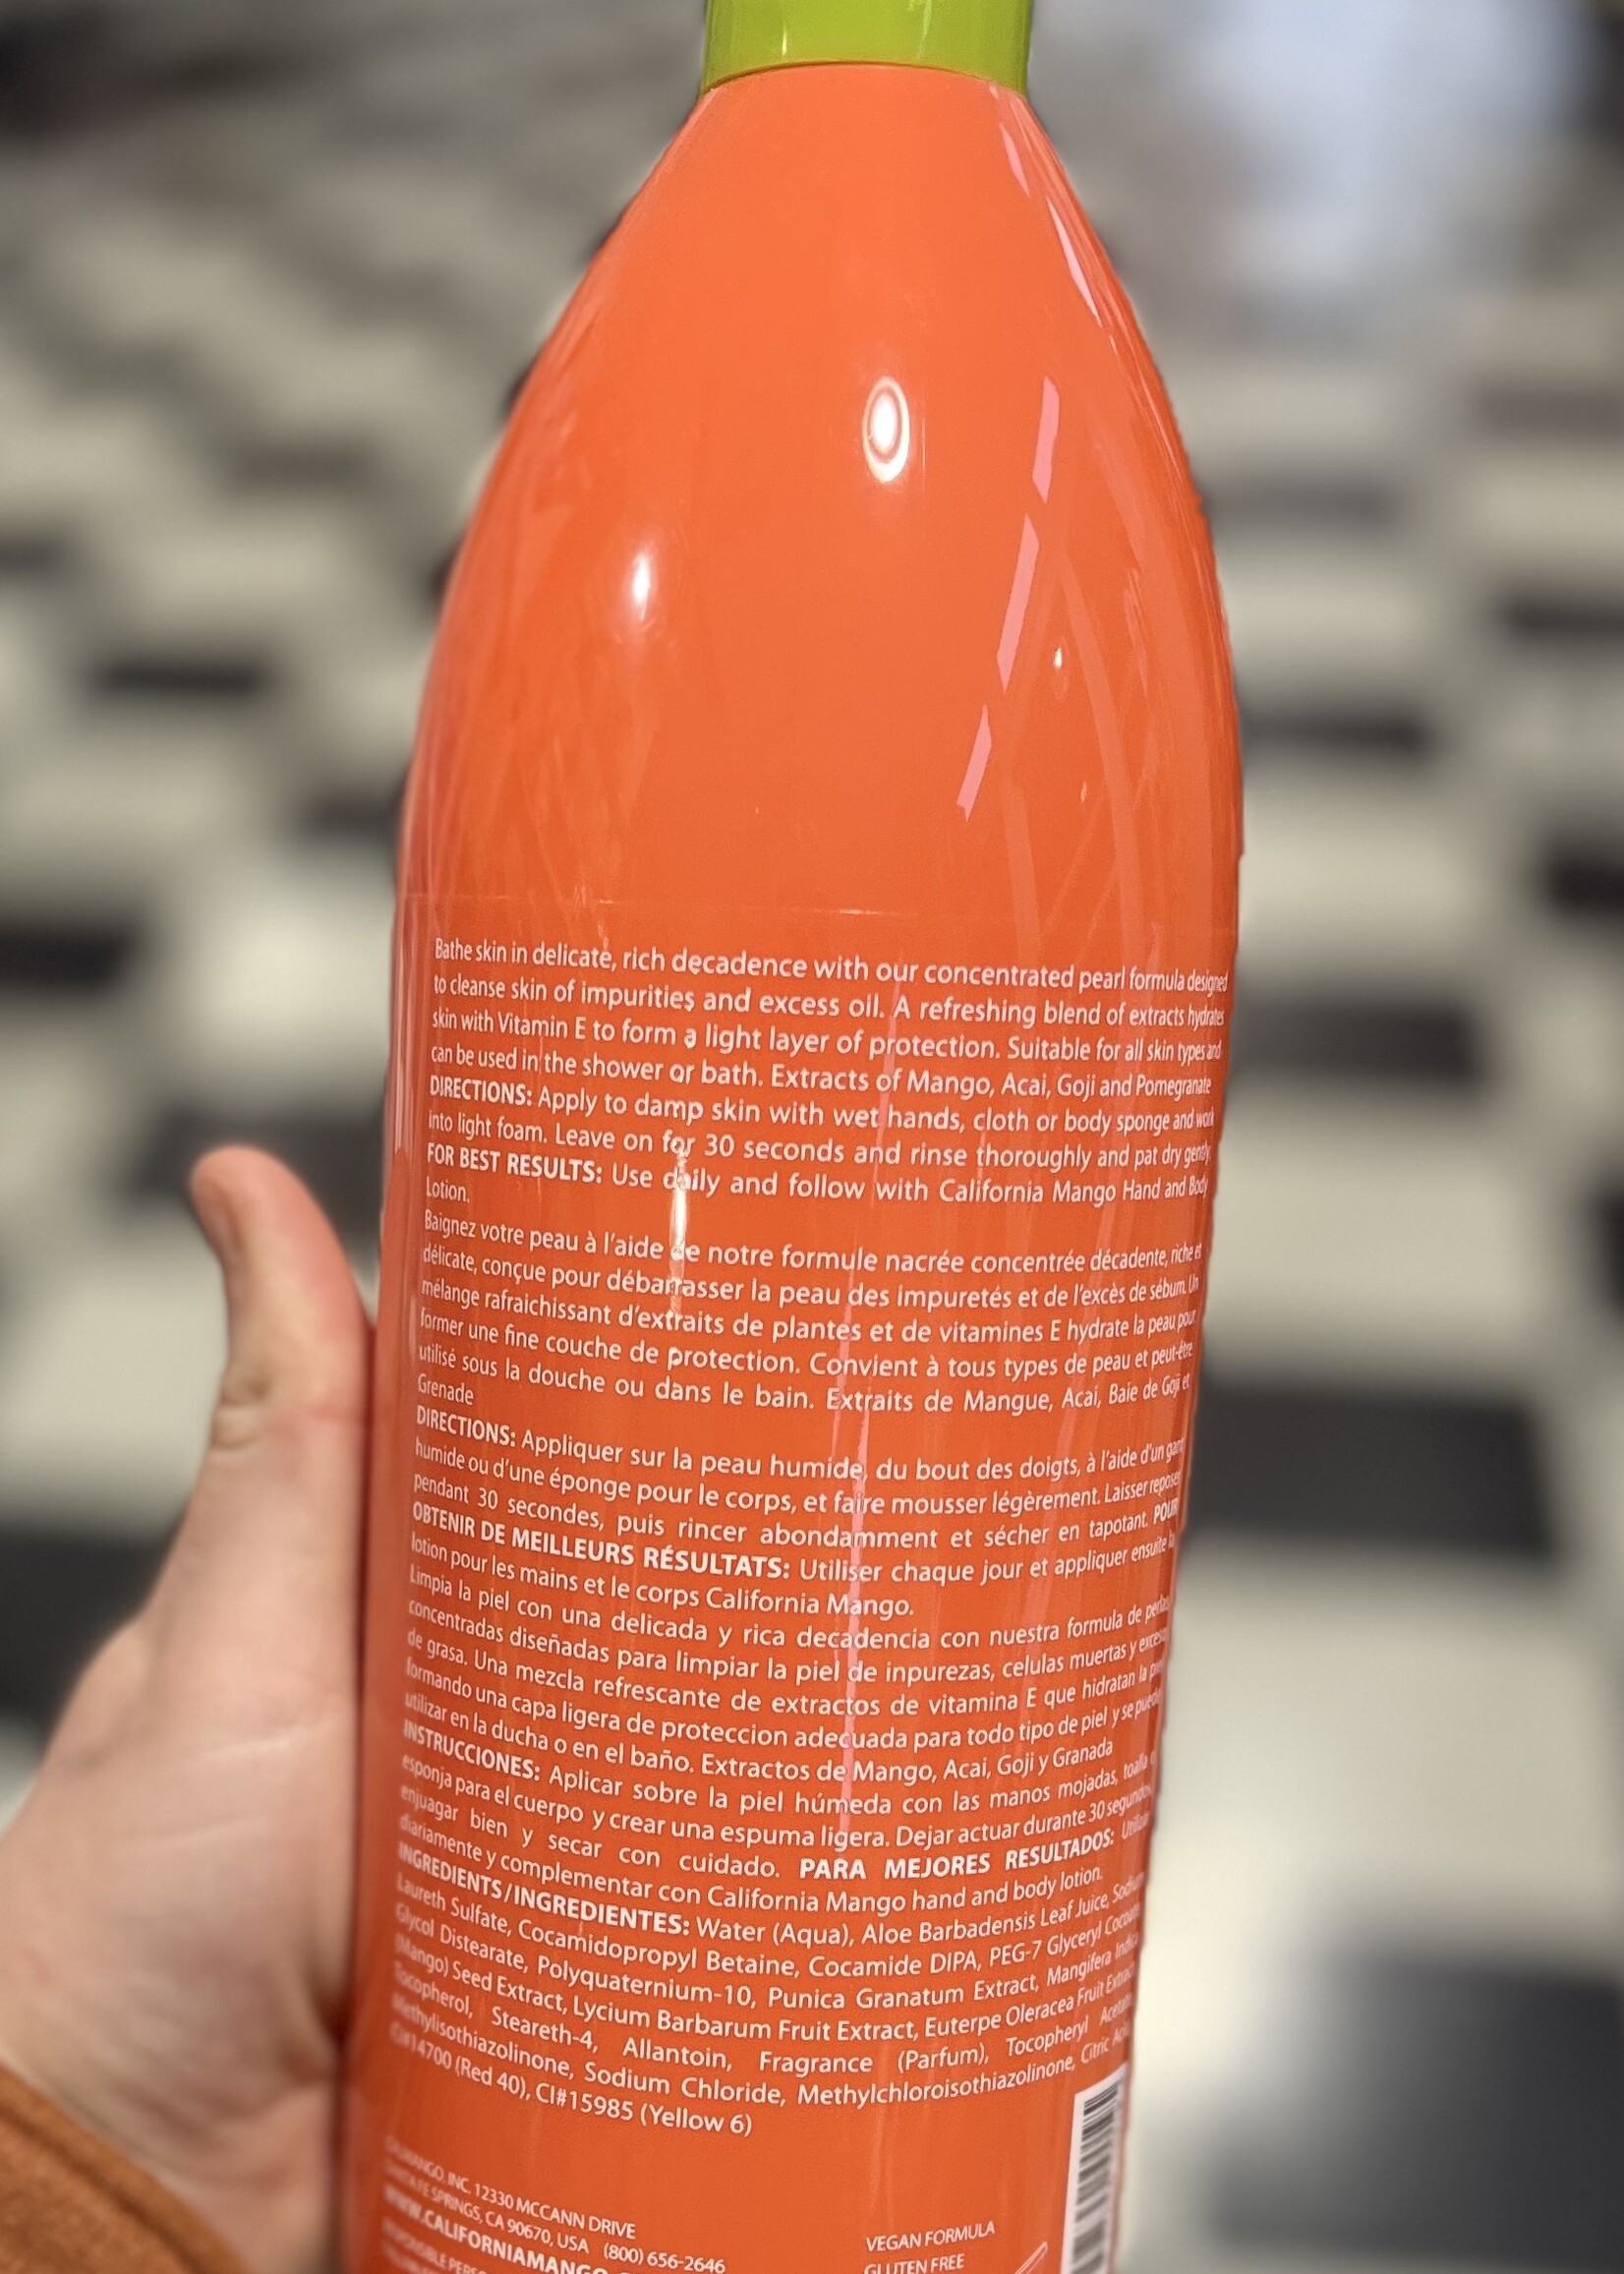 Bathe skin in delicate, rich decadence with our concentrated pearl formula designed
to cleanse skin of impurities and excess oil. A refreshing blend of extracts hydrates
skin with Vitamin E to form a light layer of protection. Suitable for all skin types and
can be used in the shower or bath. Extracts of Mango, Acai, Goji and Pomegranate
DIRECTIONS: Apply to damp skin with wet hands, cloth or body sponge and work
into light foam. Leave on for 30 seconds and rinse thoroughly and pat dry gently.
FOR BEST RESULTS: Use daily and follow with California Mango Hand and Body
Lotion.
Baignez votre peau à l'aide de notre formule nacrée concentrée décadente, riche et
délicate, conçue pour débarrasser la peau des impuretés et de l'excès de sébum. Un
mélange rafraichissant d'extraits de plantes et de vitamines E hydrate la peau pour
former une fine couche de protection. Convient à tous types de peau et peut-être
utilisé sous la douche ou dans le bain. Extraits de Mangue, Acai, Baie de Goji et
Grenade
DIRECTIONS: Appliquer sur la peau humide, du bout des doigts, à l'aide d'un gant
humide ou d'une éponge pour le corps, et faire mousser légèrement. Laisser reposer
pendant 30 secondes, puis rincer abondamment et sécher en tapotant. POUR
OBTENIR DE MEILLEURS RÉSULTATS: Utiliser chaque jour et appliquer ensuite la
lotion pour les mains et le corps California Mango.
Limpia la piel con una delicada y rica decadencia con nuestra formula de perlas
concentradas diseñadas para limpiar la piel de inpurezas, celulas muertas y exceso
de grasa. Una mezcla refrescante de extractos de vitamina E que hidratan la piel
formando una capa ligera de proteccion adecuada para todo tipo de piel y se puede
utilizar en la ducha o en el baño. Extractos de Mango, Acai, Goji y Granada
INSTRUCCIONES: Aplicar sobre la piel húmeda con las manos mojadas, toalla o
esponja para el cuerpo y crear una espuma ligera. Dejar actuar durante 30 segundos,
enjuagar bien y secar con cuidado. PARA MEJORES RESULTADOS: Utilizar
diariamente y complementar con California Mango hand and body lotion.
INGREDIENTS/INGREDIENTES: Water (Aqua), Aloe Barbadensis Leaf Juice, Sodium
Laureth Sulfate, Cocamidopropyl Betaine, Cocamide DIPA, PEG-7 Glyceryl Cocoate,
Glycol Distearate, Polyquaternium-10, Punica Granatum Extract, Mangifera Indica
(Mango) Seed Extract, Lycium Barbarum Fruit Extract, Euterpe Oleracea Fruit Extract,
Tocopherol, Steareth-4, Allantoin, Fragrance (Parfum), Tocopheryl Acetate,
Methylisothiazolinone, Sodium Chloride, Methylchloroisothiazolinone, Citric Acid,
CI#14700 (Red 40), CI#15985 (Yellow 6)
CALMANGO. INC. 12330 MCCANN DRIVE
SANTA FE SPRINGS, CA 90670, USA (800) 656-2646
WWW.CALIFORNIAMANGO.
VEGAN FORMULA
GLUTEN FREE